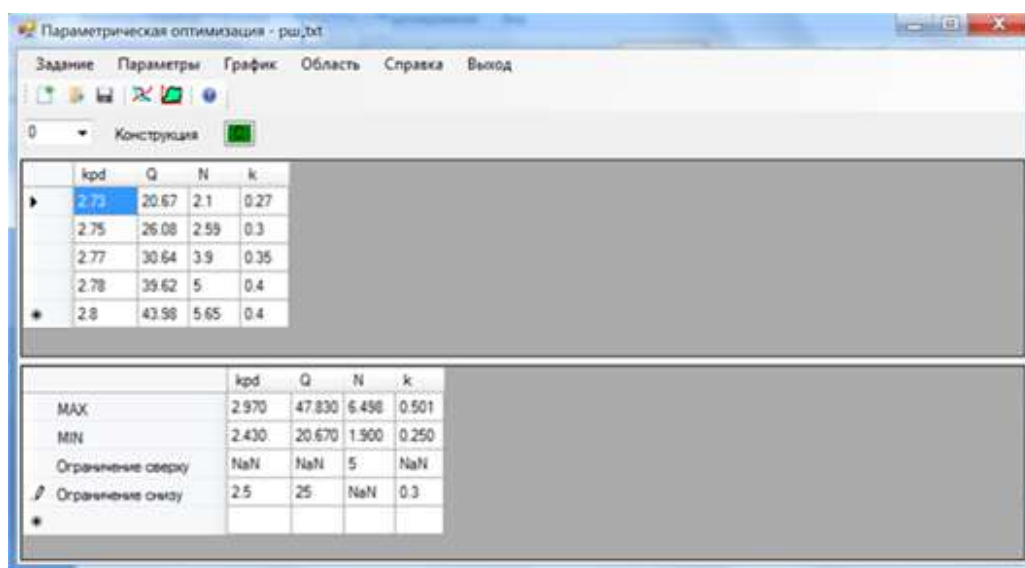 Параметрическая оптимизация - рш,txt
Задание Параметры График Область Справка Выход
0 Конструкция
kpd Q N k
2.73 20.67 2.1 0.27
2.75 26.08 2.59 0.3
2.77 30.64 3.9 0.35
2.78 39.62 5 0.4
2.8 43.98 5.65 0.4
kpd Q N k
MAX 2.970 47.830 6.498 0.501
MIN 2.430 20.670 1.900 0.250
Ограничение сверху NaN NaN 5 NaN
Ограничение снизу 2.5 25 NaN 0.3